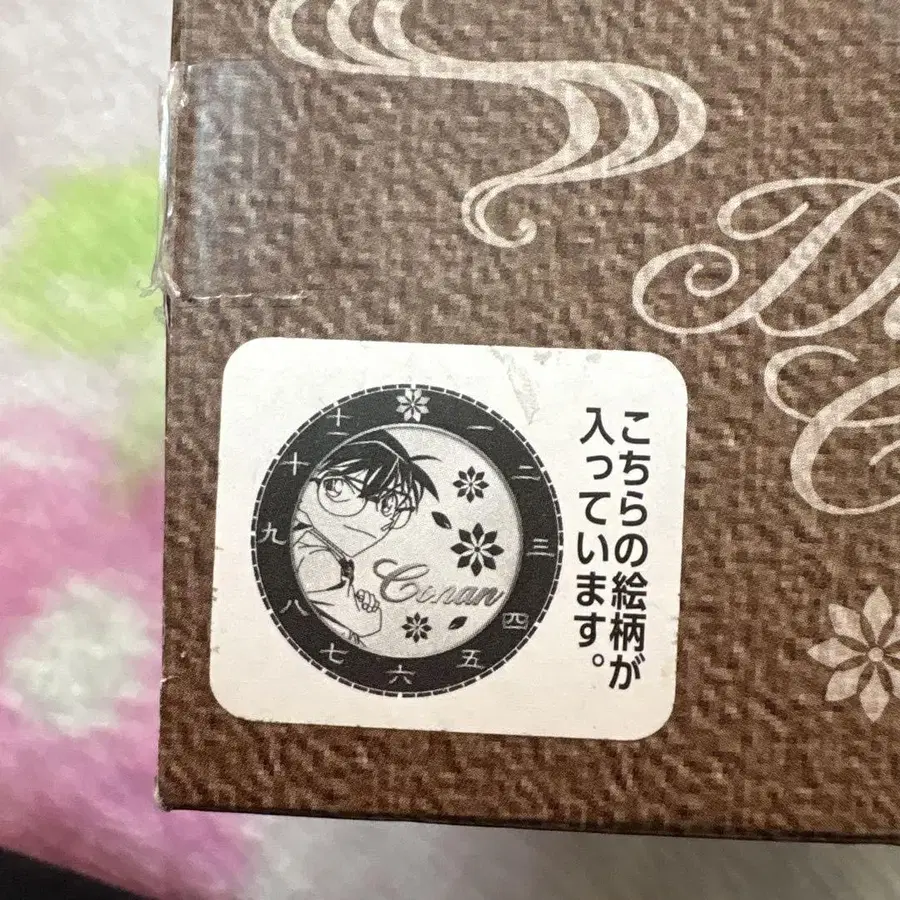 こちらの絵柄が
入っています。
十一
一
二
三
四
五
六
七
八
九
十
Conan